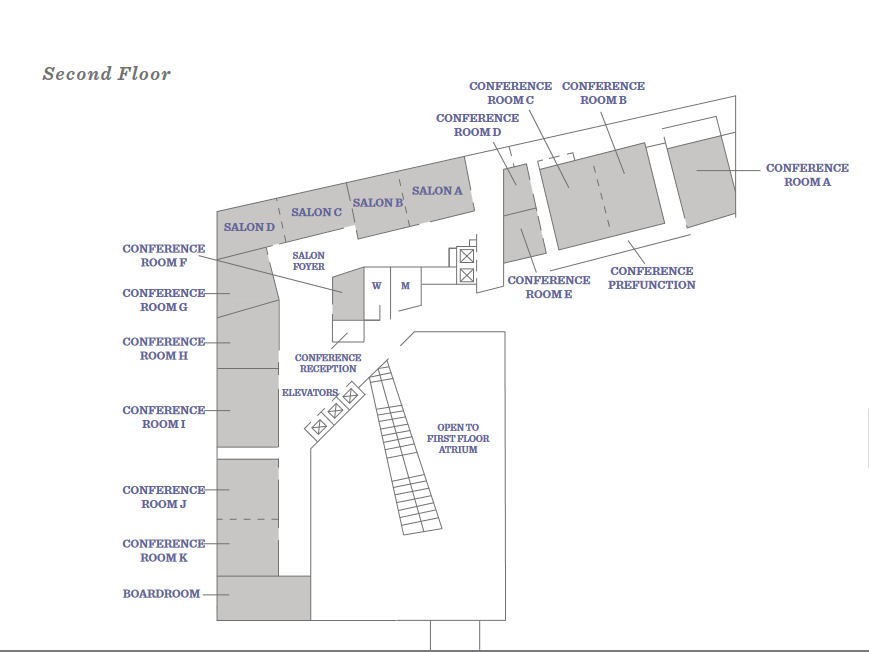 Second Floor
CONFERENCE
ROOM C
CONFERENCE
ROOM B
CONFERENCE
ROOM D
CONFERENCE
ROOM A
SALON A
SALON B
SALON C
SALON D
CONFERENCE
ROOM F
SALON
FOYER
CONFERENCE
ROOM E
CONFERENCE
PREFUNCTION
W
M
CONFERENCE
ROOM G
CONFERENCE
ROOM H
CONFERENCE
RECEPTION
ELEVATORS
CONFERENCE
ROOM I
OPEN TO
FIRST FLOOR
ATRIUM
CONFERENCE
ROOM J
CONFERENCE
ROOM K
BOARDROOM